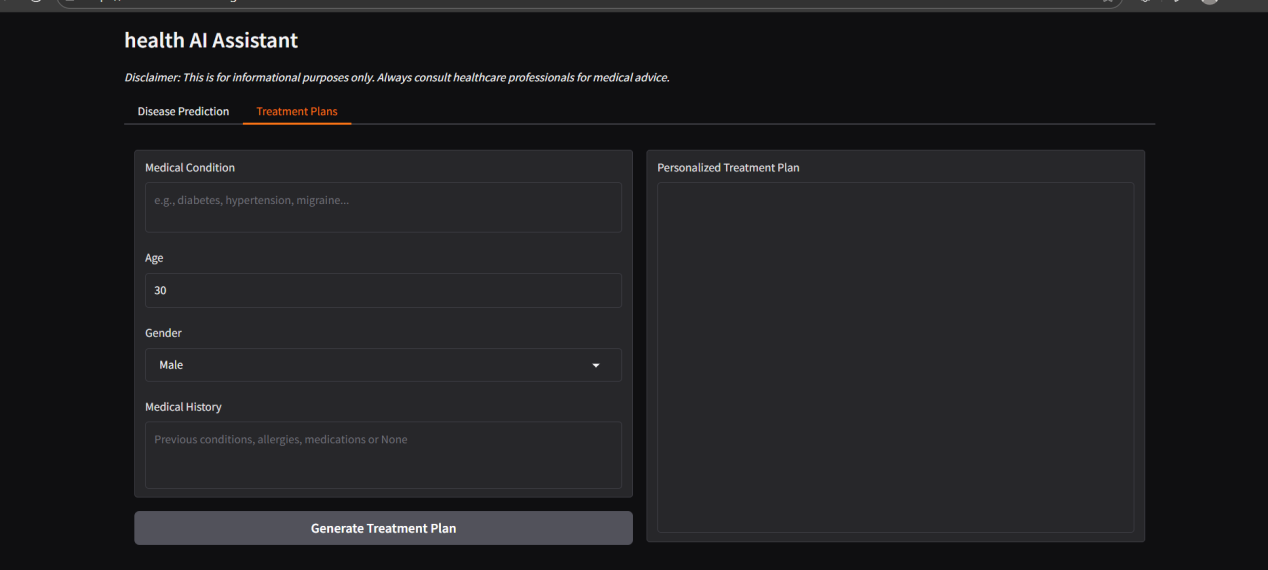 health AI Assistant
Disclaimer: This is for informational purposes only. Always consult healthcare professionals for medical advice.
Disease Prediction
Treatment Plans
Medical Condition
e.g., diabetes, hypertension, migraine...
Age
30
Gender
Male
Medical History
Previous conditions, allergies, medications or None
Generate Treatment Plan
Personalized Treatment Plan